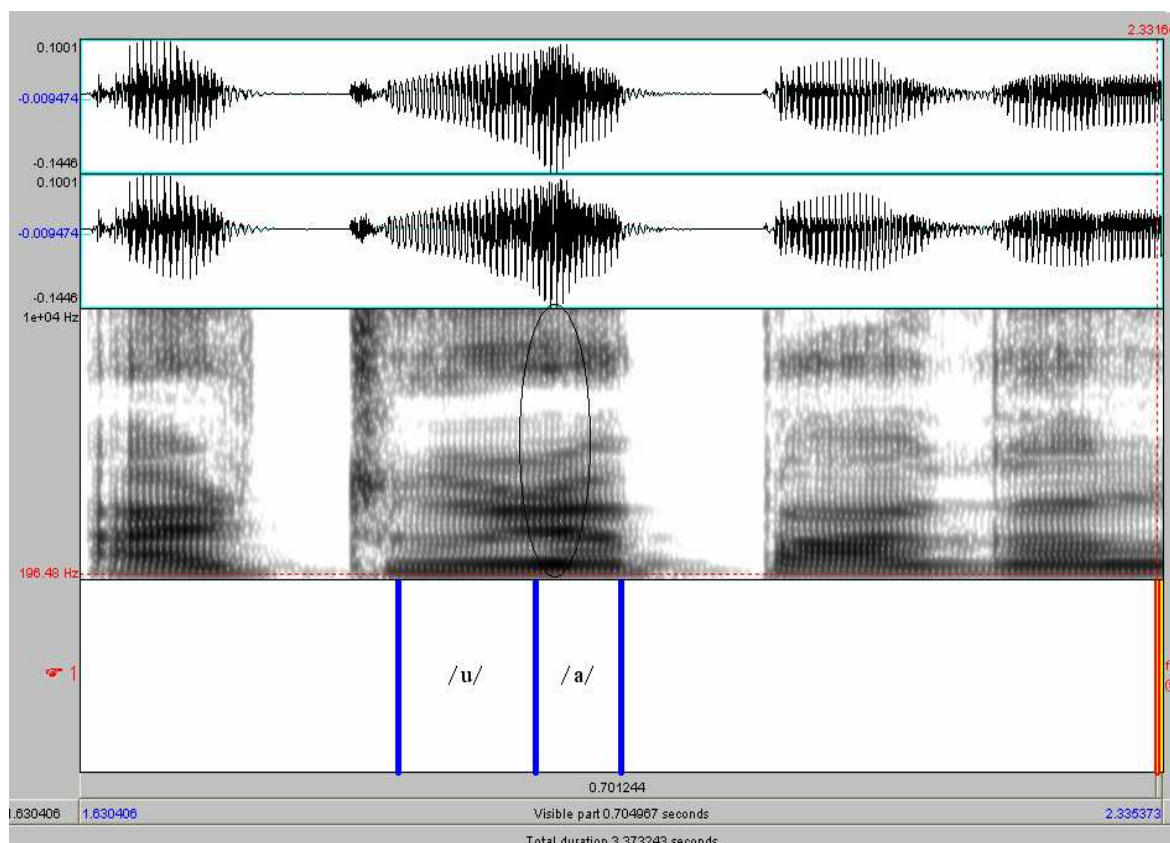 2.3316
0.1001
-0.009474
-0.1446
0.1001
-0.009474
-0.1446
1e+04 Hz
196.48 Hz
1
/u/ /a/
0.701244
1.630406 1.630406 Visible part 0.704967 seconds 2.335373
Total duration 3.373243 seconds